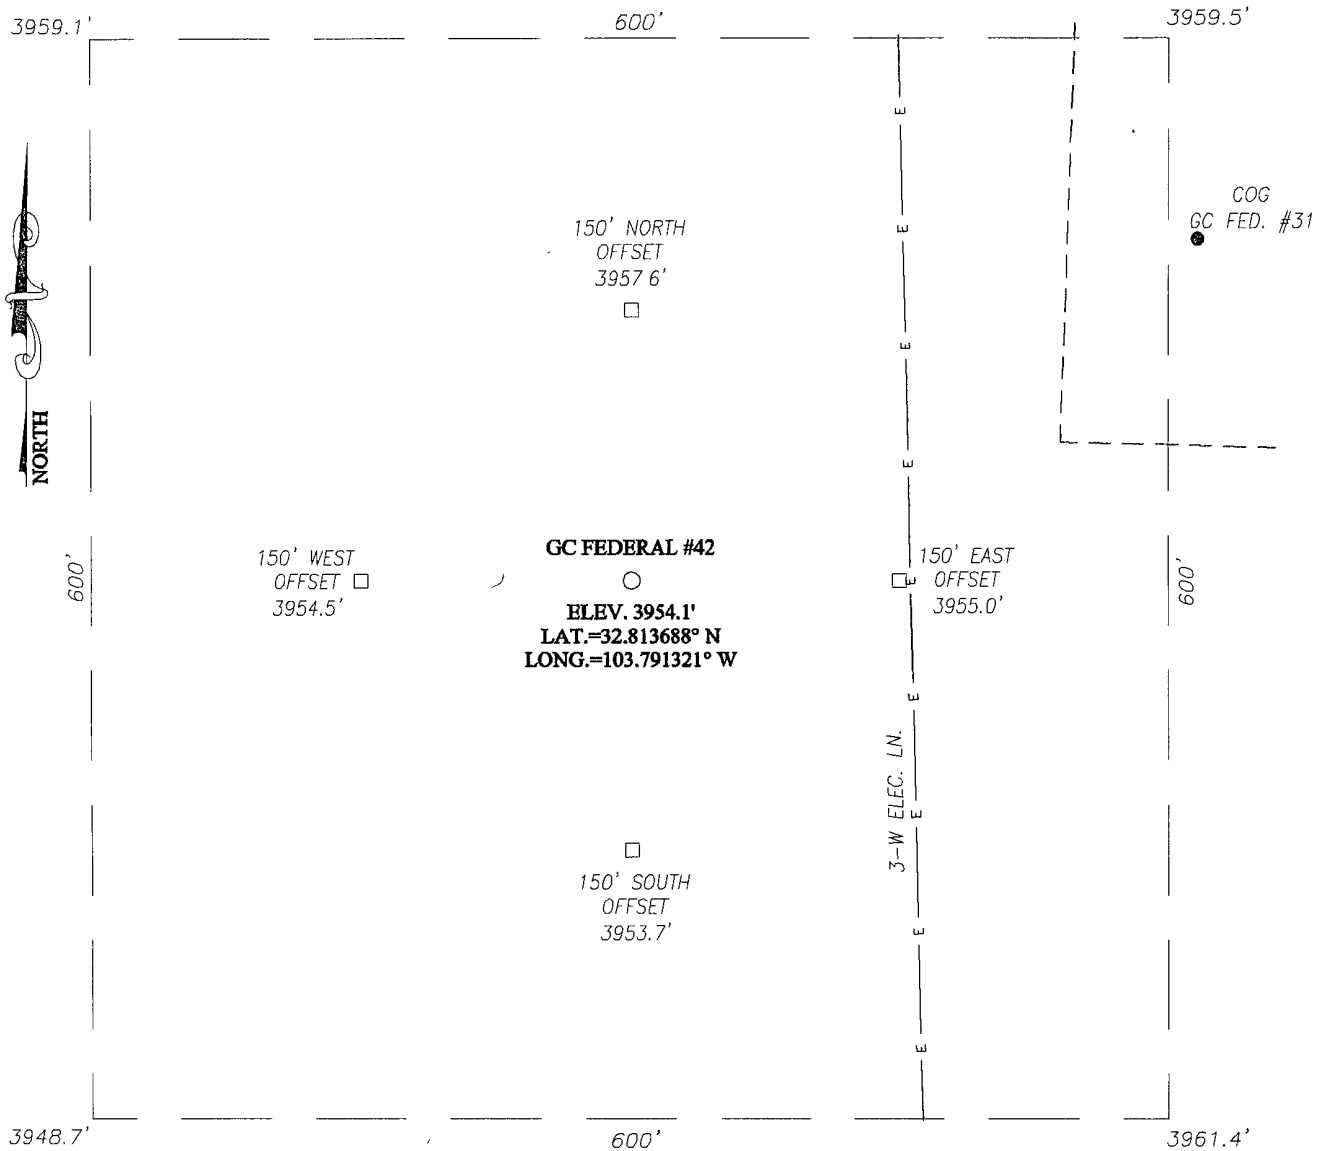 3959.1'
600'
3959.5'
COG
GC FED. #31
150' NORTH
OFFSET
3957 6'
NORTH
600'
150' WEST
OFFSET
3954.5'
GC FEDERAL #42
ELEV. 3954.1'
LAT.=32.813688° N
LONG.=103.791321° W
150' EAST
OFFSET
3955.0'
600'
E
E
E
E
E
E
E
E
E
3-W ELEC. LN.
150' SOUTH
OFFSET
3953.7'
3948.7'
600'
3961.4'